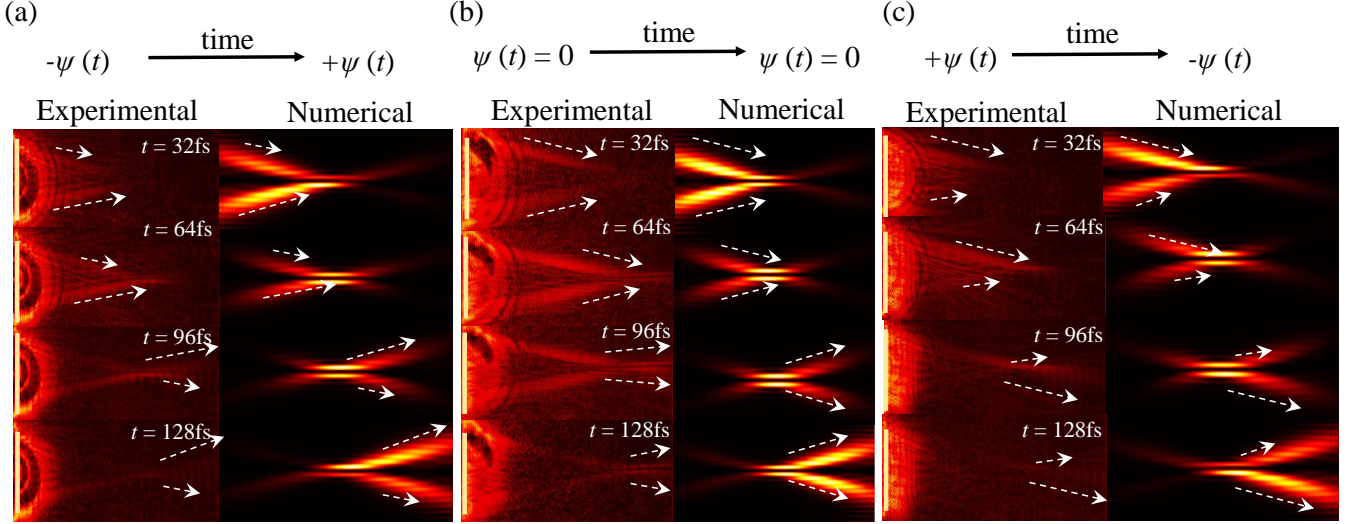 (a)
time
-ψ (t)
+ψ (t)
Experimental
Numerical
t = 32fs
t = 64fs
t = 96fs
t = 128fs
(b)
time
ψ (t) = 0
ψ (t) = 0
Experimental
Numerical
t = 32fs
t = 64fs
t = 96fs
t = 128fs
(c)
time
+ψ (t)
-ψ (t)
Experimental
Numerical
t = 32fs
t = 64fs
t = 96fs
t = 128fs